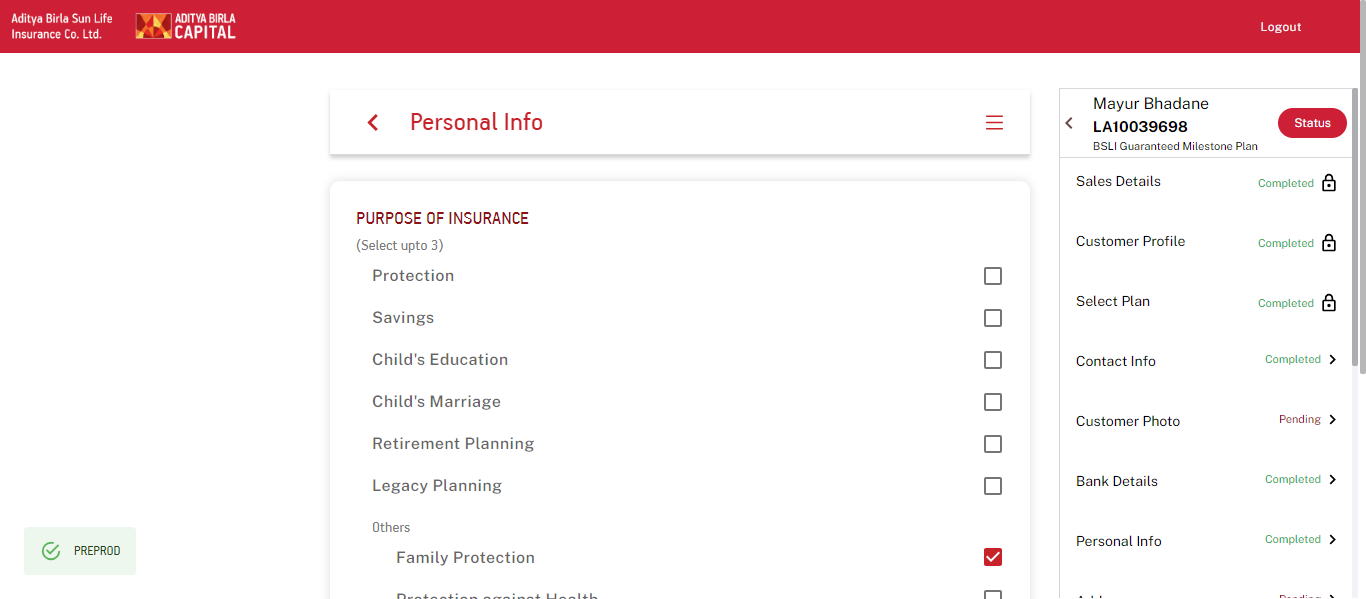 Aditya Birla Sun Life
Insurance Co. Ltd.
ADITYA BIRLA
CAPITAL
Logout
Personal Info
PURPOSE OF INSURANCE
(Select upto 3)
Protection
Savings
Child's Education
Child's Marriage
Retirement Planning
Legacy Planning
Others
Family Protection
Protection against Health
PREPROD
Mayur Bhadane
LA10039698
BSLI Guaranteed Milestone Plan
Status
Sales Details Completed
Customer Profile Completed
Select Plan Completed
Contact Info Completed
Customer Photo Pending
Bank Details Completed
Personal Info Completed
Pending